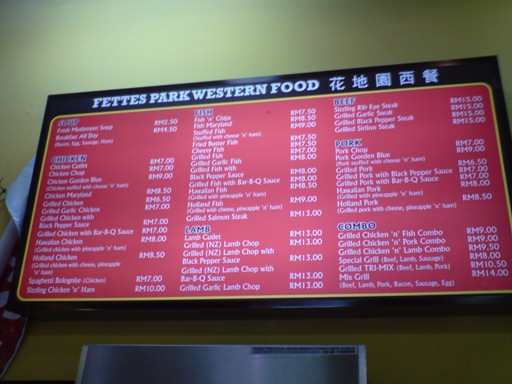 FETTES PARK WESTERN FOOD 花地園西餐
SOUP
Fresh Mushroom Soup RM2.50
Breakfast All Day RM4.50
(Bacon, Egg, Sausage, Ham)
CHICKEN
Chicken Cutlet RM7.00
Chicken Chop RM7.00
Chicken Gordon Blue RM9.00
(Chicken stuffed with cheese 'n' ham)
Chicken Maryland RM8.50
Grilled Chicken RM6.50
Grilled Garlic Chicken RM7.00
Grilled Chicken with
Black Pepper Sauce RM7.00
Grilled Chicken with Bar-B-Q Sauce RM7.00
Hawaiian Chicken RM8.00
(Grilled chicken with pineapple 'n' ham)
Holland Chicken RM8.50
(Grilled chicken with cheese, pineapple
'n' ham)
Spaghetti Bolognise (Chicken) RM7.00
Sizzling Chicken 'n' Ham RM10.00
FISH
Fish 'n' Chips RM7.50
Fish Maryland RM8.50
Stuffed Fish RM9.00
(Stuffed with cheese 'n' ham)
Fried Butter Fish RM7.50
Cheesy Fish RM7.50
Grilled Fish RM7.00
Grilled Garlic Fish
Grilled Fish with
Black Pepper Sauce RM8.00
Grilled Fish with Bar-B-Q Sauce RM8.00
Hawaiian Fish RM8.50
(Grilled with pineapple 'n' ham)
Holland Fish RM9.00
(Grilled with cheese, pineapple 'n' ham)
Grilled Salmon Steak RM13.00
LAMB
Lamb Cutlet RM13.00
Grilled (NZ) Lamb Chop RM13.00
Grilled (NZ) Lamb Chop with
Black Pepper Sauce
Grilled (NZ) Lamb Chop with
Bar-B-Q Sauce RM13.00
Grilled Garlic Lamb Chop RM13.00
BEEF
Sizzling Rib Eye Steak RM15.00
Grilled Garlic Steak RM15.00
Grilled Black Pepper Steak RM15.00
Grilled Sirlion Steak
PORK
Pork Chop RM7.00
Pork Gorden Blue RM9.00
(Pork stuffed with cheese 'n' ham)
Grilled Pork RM6.50
Grilled Pork with Black Pepper Sauce RM7.00
Grilled Pork with Bar-B-Q Sauce RM7.00
Hawaiian Pork RM8.00
(Grilled pork with pineapple 'n' ham)
Holland Pork RM8.50
(Grilled pork with cheese, pineapple 'n' ham)
COMBO
Grilled Chicken 'n' Fish Combo RM9.00
Grilled Chicken 'n' Pork Combo RM9.00
Grilled Chicken 'n' Lamb Combo RM9.50
Special Grill (Beef, Lamb, Sausage) RM8.00
Grilled TRI-MIX (Beef, Lamb, Pork) RM10.50
Mix Grill RM14.00
(Beef, Lamb, Pork, Bacon, Sausage, Egg)